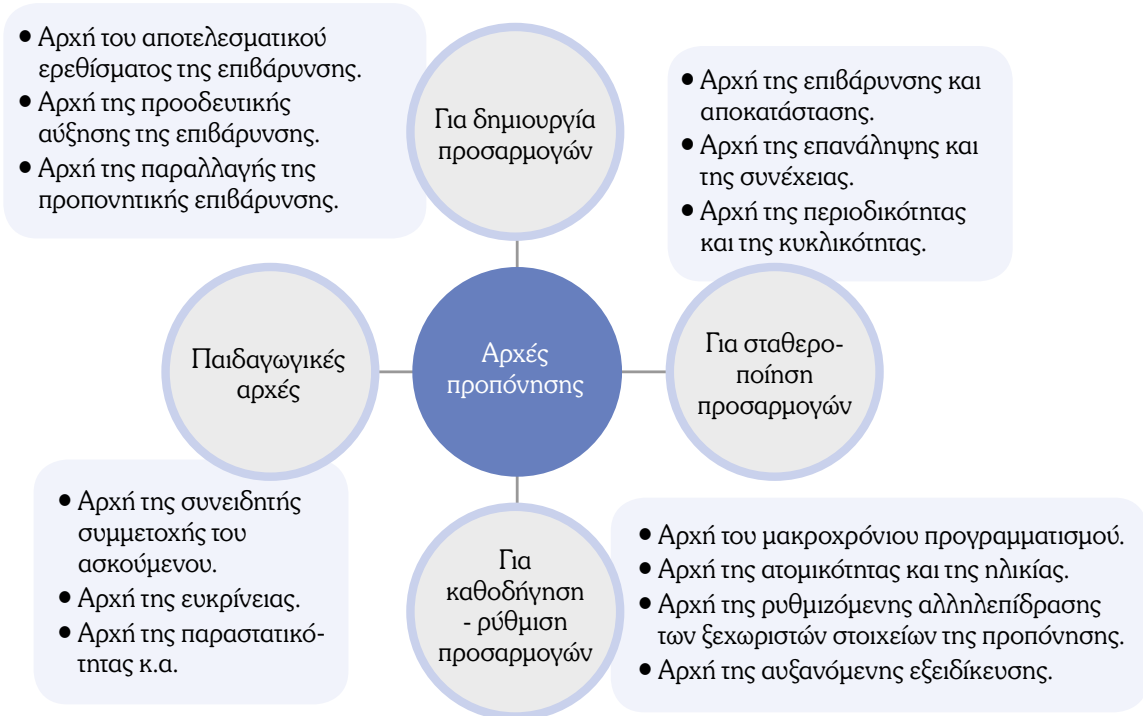 • Αρχή του αποτελεσματικού
ερεθίσματος της επιβάρυνσης.
• Αρχή της προοδευτικής
αύξησης της επιβάρυνσης.
• Αρχή της παραλλαγής της
προπονητικής επιβάρυνσης.
Για δημιουργία
προσαρμογών
• Αρχή της επιβάρυνσης και
αποκατάστασης.
• Αρχή της επανάληψης και
της συνέχειας.
• Αρχή της περιοδικότητας
και της κυκλικότητας.
Παιδαγωγικές
αρχές
Αρχές
προπόνησης
Για σταθερο-
ποίηση
προσαρμογών
• Αρχή της συνειδητής
συμμετοχής του
ασκούμενου.
• Αρχή της ευκρίνειας.
• Αρχή της παραστατικό-
τητας κ.α.
Για
καθοδήγηση
- ρύθμιση
προσαρμογών
• Αρχή του μακροχρόνιου προγραμματισμού.
• Αρχή της ατομικότητας και της ηλικίας.
• Αρχή της ρυθμιζόμενης αλληλεπίδρασης
των ξεχωριστών στοιχείων της προπόνησης.
• Αρχή της αυξανόμενης εξειδίκευσης.